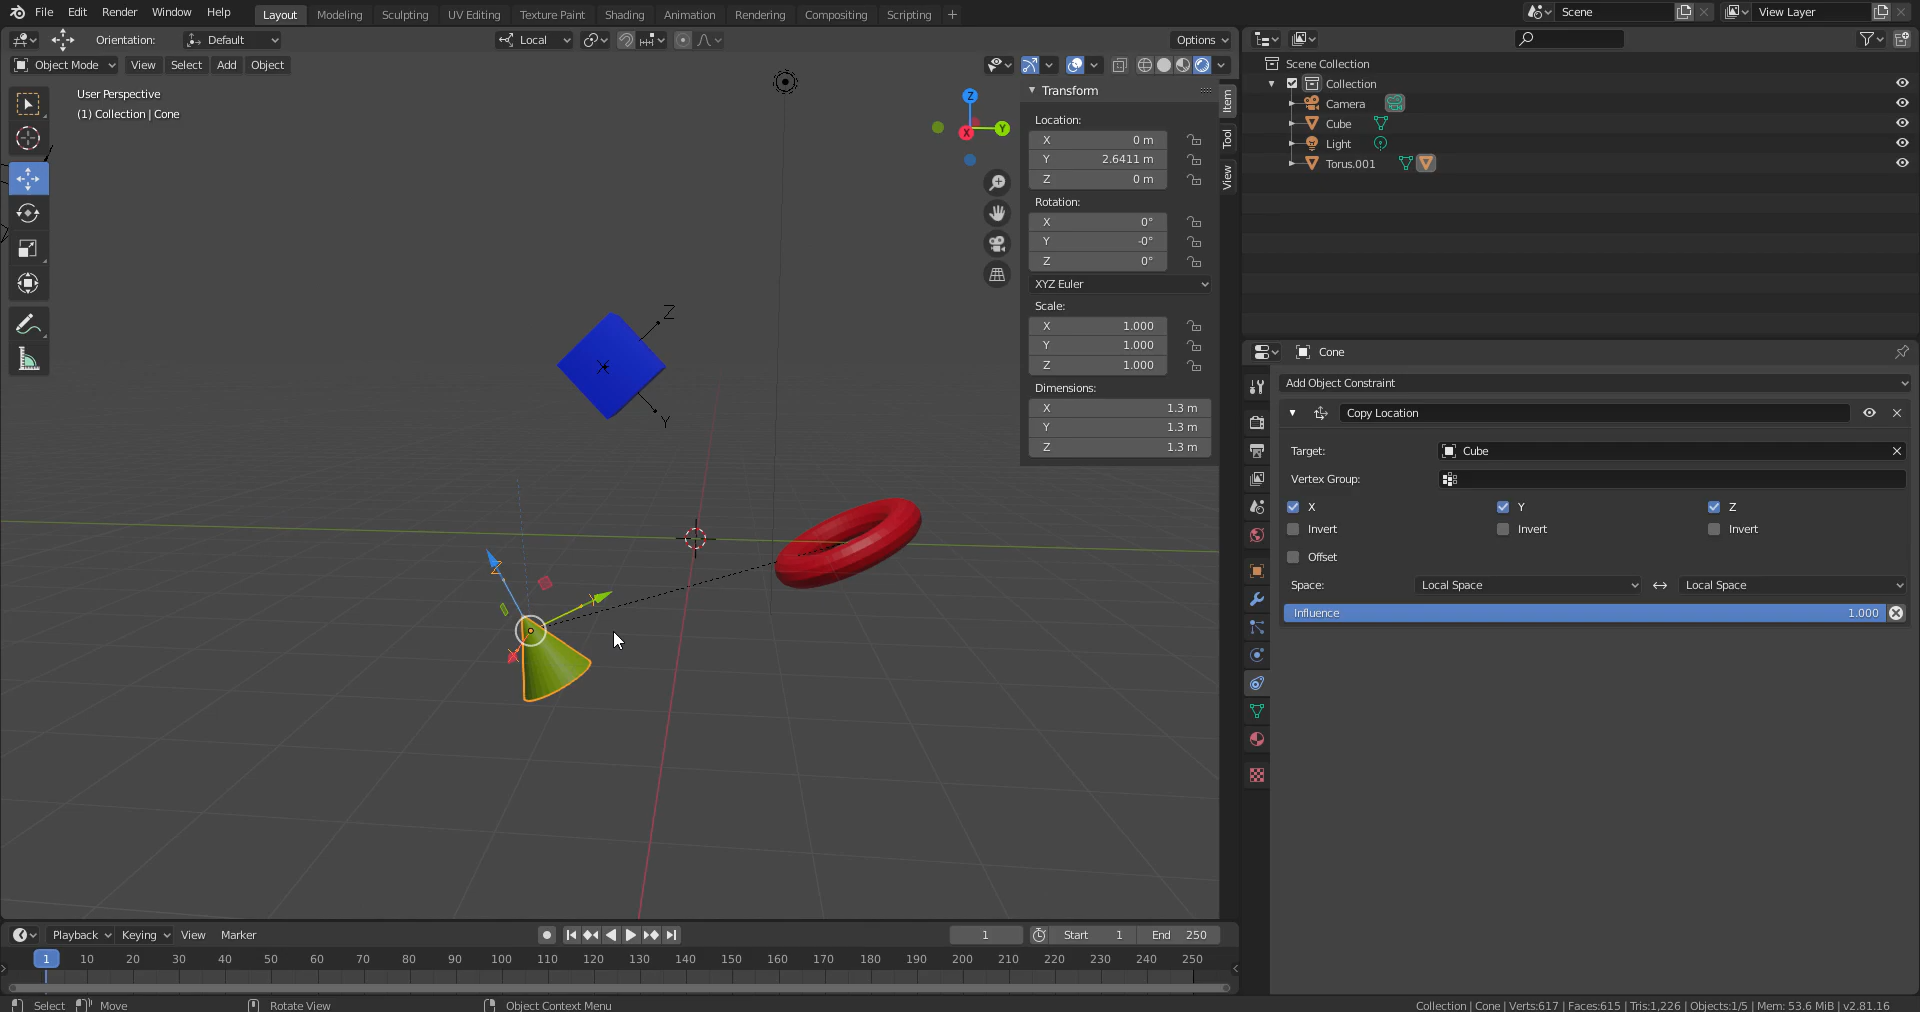 File Edit Render Window Help Layout Modeling Sculpting UV Editing Texture Paint Shading Animation Rendering Compositing Scripting + Scene View Layer
Orientation: Default Local Options
Object Mode View Select Add Object
User Perspective
(1) Collection | Cone
Z
Y
X
Z
Y
Z
Y
X
Transform
Location:
X 0 m
Y 2.6411 m
Z 0 m
Rotation:
X 0°
Y -0°
Z 0°
XYZ Euler
Scale:
X 1.000
Y 1.000
Z 1.000
Dimensions:
X 1.3 m
Y 1.3 m
Z 1.3 m
Item
Tool
View
Scene Collection
Collection
Camera
Cube
Light
Torus.001
Cone
Add Object Constraint
Copy Location
Target: Cube
Vertex Group:
X Y Z
Invert Invert Invert
Offset
Space: Local Space Local Space
Influence 1.000
Playback Keying View Marker 1 Start 1 End 250
1 10 20 30 40 50 60 70 80 90 100 110 120 130 140 150 160 170 180 190 200 210 220 230 240 250
Select Move Rotate View Object Context Menu Collection | Cone | Verts:617 | Faces:615 | Tris:1,226 | Objects:1/5 | Mem: 53.6 MiB | v2.81.16